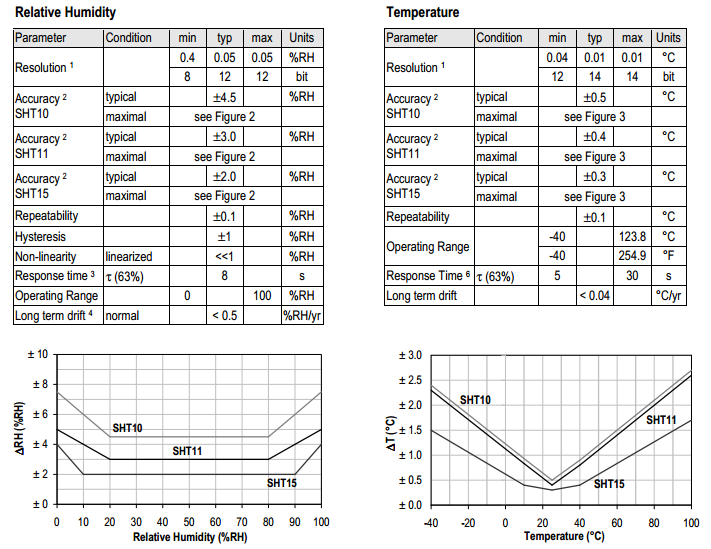 Relative Humidity
Parameter Condition min typ max Units
Resolution 1 0.4 0.05 0.05 %RH
8 12 12 bit
Accuracy 2 SHT10 typical ±4.5 %RH
maximal see Figure 2
Accuracy 2 SHT11 typical ±3.0 %RH
maximal see Figure 2
Accuracy 2 SHT15 typical ±2.0 %RH
maximal see Figure 2
Repeatability ±0.1 %RH
Hysteresis ±1 %RH
Non-linearity linearized <<1 %RH
Response time 3 τ (63%) 8 s
Operating Range 0 100 %RH
Long term drift 4 normal < 0.5 %RH/yr
Temperature
Parameter Condition min typ max Units
Resolution 1 0.04 0.01 0.01 °C
12 14 14 bit
Accuracy 2 SHT10 typical ±0.5 °C
maximal see Figure 3
Accuracy 2 SHT11 typical ±0.4 °C
maximal see Figure 3
Accuracy 2 SHT15 typical ±0.3 °C
maximal see Figure 3
Repeatability ±0.1 °C
Operating Range -40 123.8 °C
-40 254.9 °F
Response Time 6 τ (63%) 5 30 s
Long term drift < 0.04 °C/yr
ΔRH (%RH)
± 10
± 8
± 6
± 4
± 2
± 0
SHT10
SHT11
SHT15
0 10 20 30 40 50 60 70 80 90 100
Relative Humidity (%RH)
ΔT (°C)
± 3.0
± 2.5
± 2.0
± 1.5
± 1.0
± 0.5
± 0.0
SHT10
SHT11
SHT15
-40 -20 0 20 40 60 80 100
Temperature (°C)